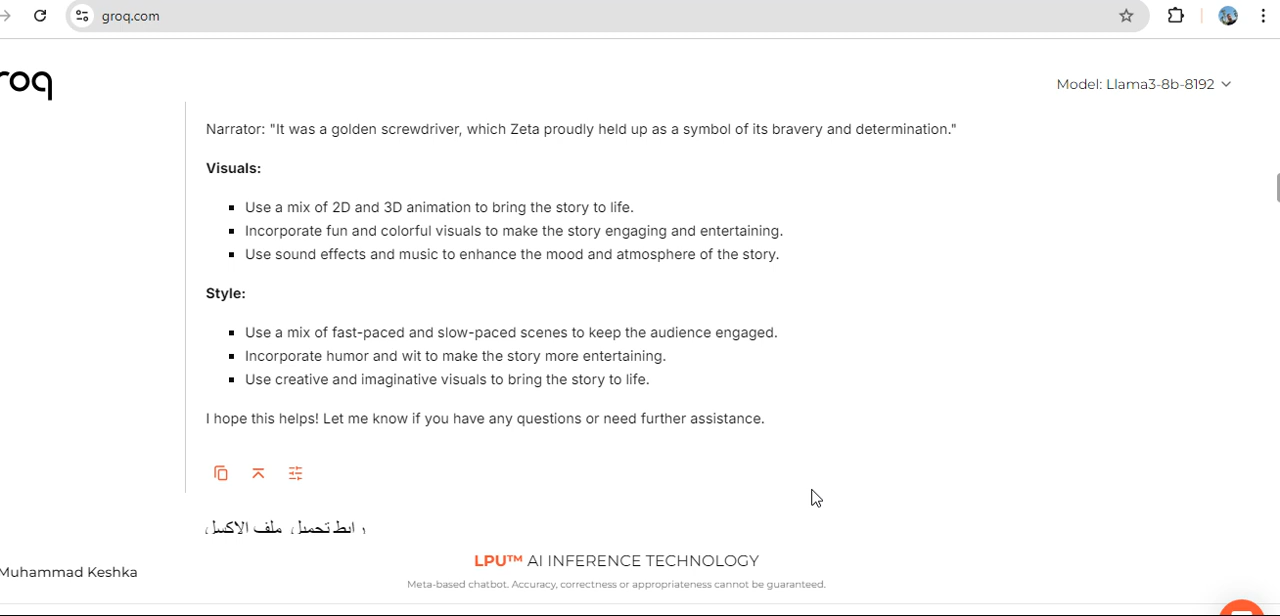 groq.com
roq
Model: Llama3-8b-8192
Narrator: "It was a golden screwdriver, which Zeta proudly held up as a symbol of its bravery and determination."
Visuals:
Use a mix of 2D and 3D animation to bring the story to life.
Incorporate fun and colorful visuals to make the story engaging and entertaining.
Use sound effects and music to enhance the mood and atmosphere of the story.
Style:
Use a mix of fast-paced and slow-paced scenes to keep the audience engaged.
Incorporate humor and wit to make the story more entertaining.
Use creative and imaginative visuals to bring the story to life.
I hope this helps! Let me know if you have any questions or need further assistance.
رابط تحميل ملف الاكسل
LPU™ AI INFERENCE TECHNOLOGY
Muhammad Keshka
Meta-based chatbot. Accuracy, correctness or appropriateness cannot be guaranteed.